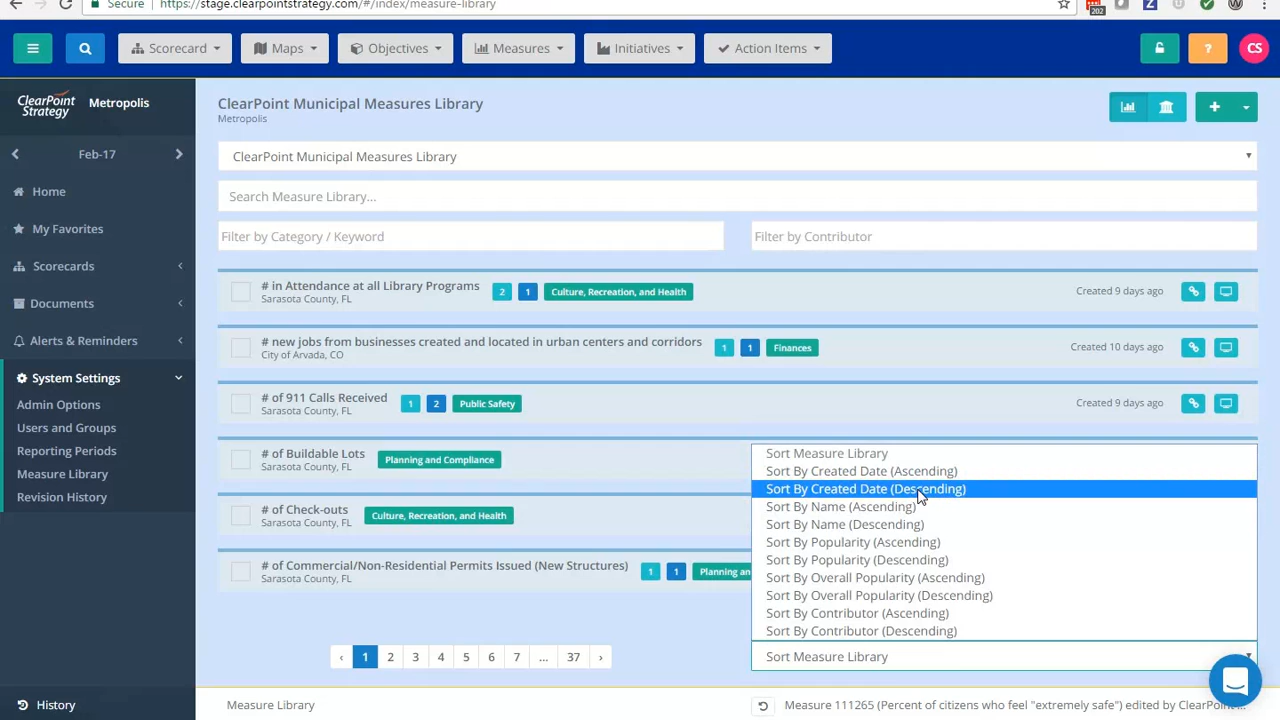 Secure
https://stage.clearpointstrategy.com/#/index/measure-library
202
Scorecard
Maps
Objectives
Measures
Initiatives
Action Items
?
CS
ClearPoint
Strategy
Metropolis
Feb-17
Home
My Favorites
Scorecards
Documents
Alerts & Reminders
System Settings
Admin Options
Users and Groups
Reporting Periods
Measure Library
Revision History
History
ClearPoint Municipal Measures Library
Metropolis
ClearPoint Municipal Measures Library
Search Measure Library...
Filter by Category / Keyword
Filter by Contributor
# in Attendance at all Library Programs 2 1 Culture, Recreation, and Health Created 9 days ago
Sarasota County, FL
# new jobs from businesses created and located in urban centers and corridors 1 1 Finances Created 10 days ago
City of Arvada, CO
# of 911 Calls Received 1 2 Public Safety Created 9 days ago
Sarasota County, FL
# of Buildable Lots Planning and Compliance
Sarasota County, FL
# of Check-outs Culture, Recreation, and Health
Sarasota County, FL
# of Commercial/Non-Residential Permits Issued (New Structures) 1 1 Planning an
Sarasota County, FL
Sort Measure Library
Sort By Created Date (Ascending)
Sort By Created Date (Descending)
Sort By Name (Ascending)
Sort By Name (Descending)
Sort By Popularity (Ascending)
Sort By Popularity (Descending)
Sort By Overall Popularity (Ascending)
Sort By Overall Popularity (Descending)
Sort By Contributor (Ascending)
Sort By Contributor (Descending)
‹ 1 2 3 4 5 6 7 ... 37 ›
Sort Measure Library
Measure Library
Measure 111265 (Percent of citizens who feel "extremely safe") edited by ClearPoint ...